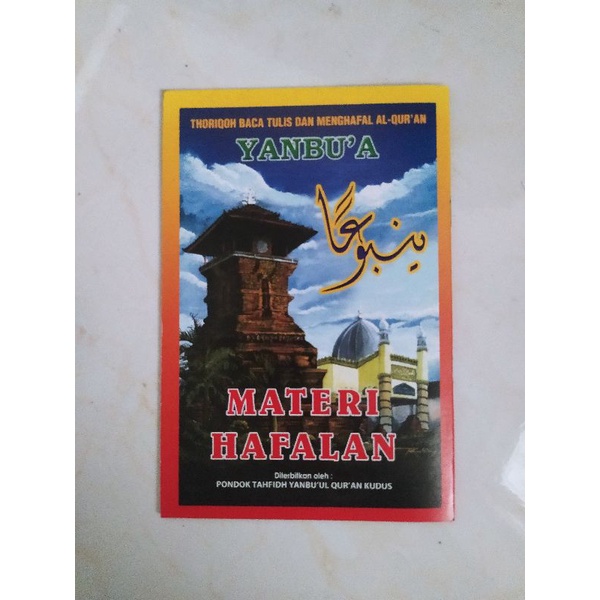 THORIQOH BACA TULIS DAN MENGHAFAL AL-QUR'AN
YANBU'A
ينبوعًا
MATERI
HAFALAN
Diterbitkan oleh :
PONDOK TAHFIDH YANBU'UL QUR'AN KUDUS